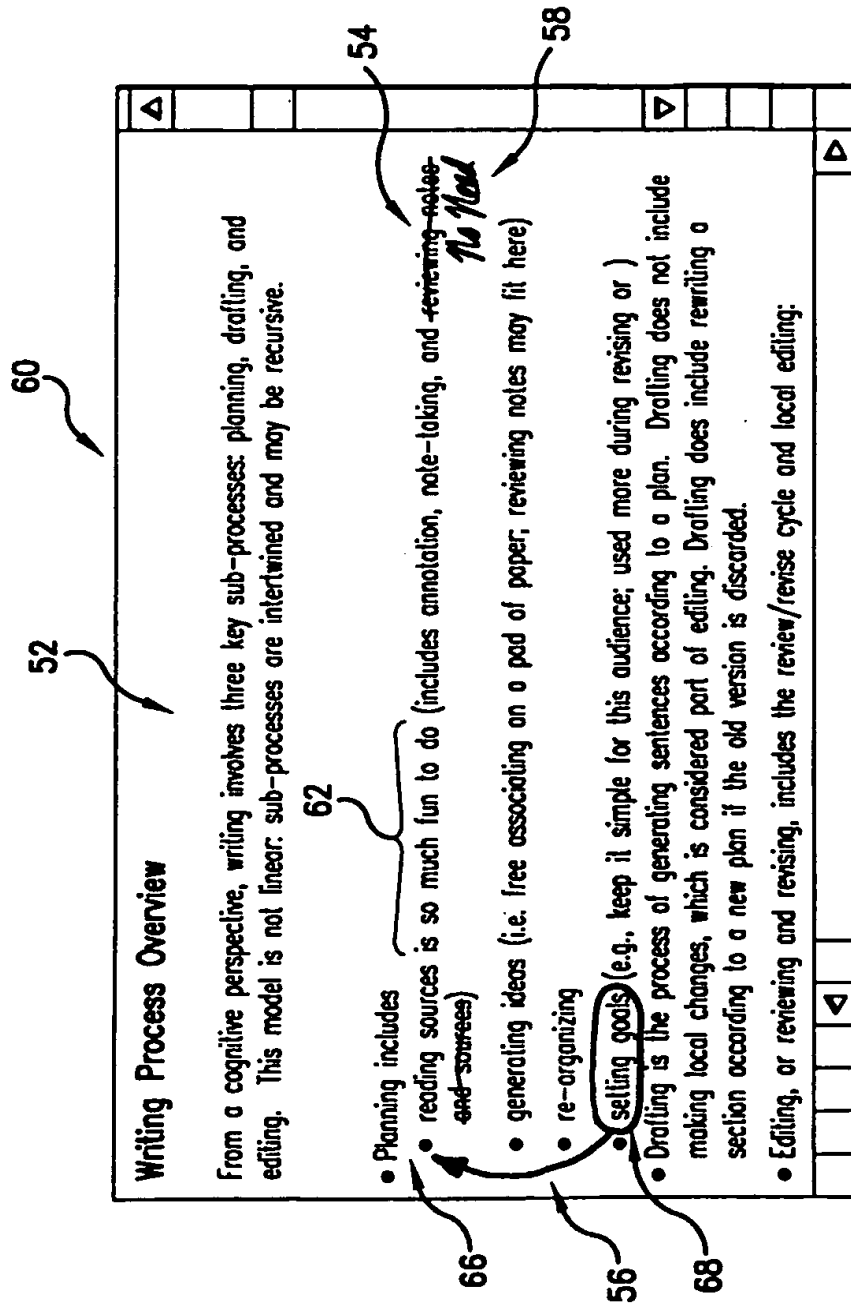 60
52
Writing Process Overview
From a cognitive perspective, writing involves three key sub-processes: planning, drafting, and
editing. This model is not linear: sub-processes are intertwined and may be recursive.
62
54
• Planning includes
66
• reading sources is so much fun to do (includes annotation, note-taking, and reviewing notes
and sources)
No Need
58
• generating ideas (i.e. free associating on a pad of paper; reviewing notes may fit here)
• re-organizing
56
• setting goals (e.g., keep it simple for this audience; used more during revising or )
68
• Drafting is the process of generating sentences according to a plan. Drafting does not include
making local changes, which is considered part of editing. Drafting does include rewriting a
section according to a new plan if the old version is discarded.
• Editing, or reviewing and revising, includes the review/revise cycle and local editing: